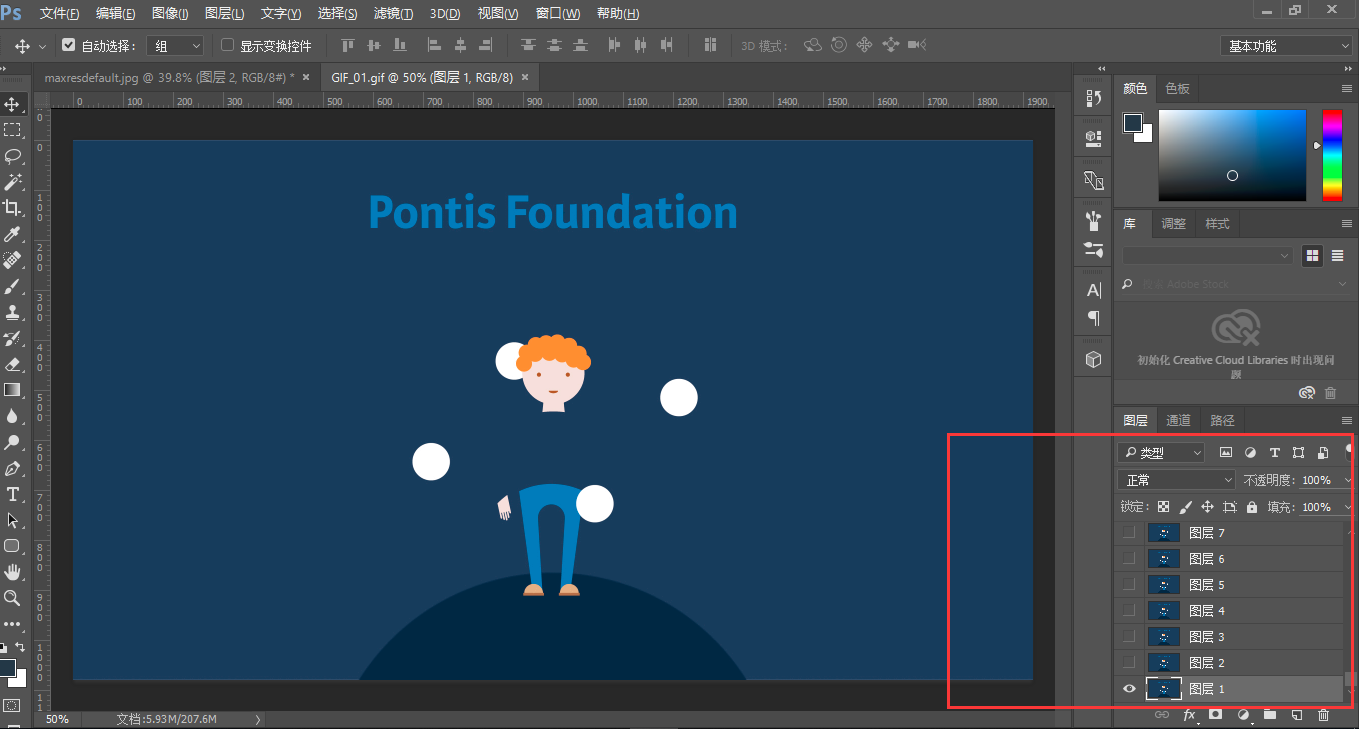 Ps 文件(F) 编辑(E) 图像(I) 图层(L) 文字(Y) 选择(S) 滤镜(T) 3D(D) 视图(V) 窗口(W) 帮助(H)
自动选择: 组 显示变换控件 3D 模式: 基本功能
maxresdefault.jpg @ 39.8% (图层 2, RGB/8#) * × GIF_01.gif @ 50% (图层 1, RGB/8) ×
0 100 200 300 400 500 600 700 800 900 1000 1100 1200 1300 1400 1500 1600 1700 1800 1900
颜色 色板
Pontis Foundation
库 调整 样式
搜索 Adobe Stock
初始化 Creative Cloud Libraries 时出现问
题
图层 通道 路径
类型
正常 不透明度: 100%
锁定: 填充: 100%
图层 7
图层 6
图层 5
图层 4
图层 3
图层 2
图层 1
fx
50% 文档:5.93M/207.6M